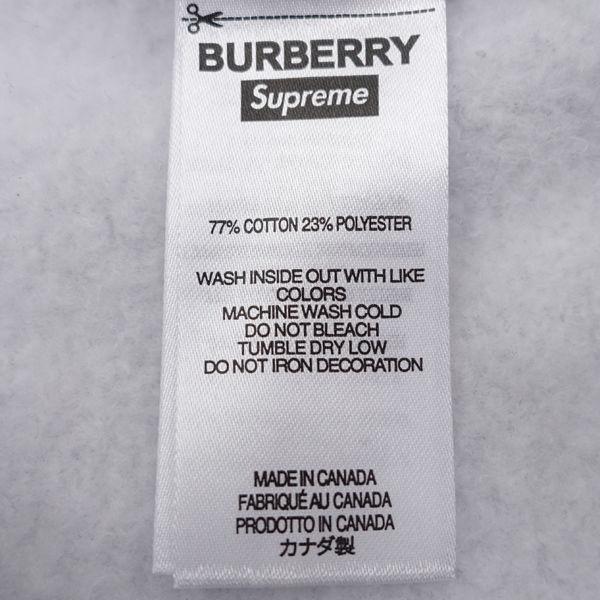 BURBERRY
Supreme
77% COTTON 23% POLYESTER
WASH INSIDE OUT WITH LIKE
COLORS
MACHINE WASH COLD
DO NOT BLEACH
TUMBLE DRY LOW
DO NOT IRON DECORATION
MADE IN CANADA
FABRIQUÉ AU CANADA
PRODOTTO IN CANADA
カナダ製